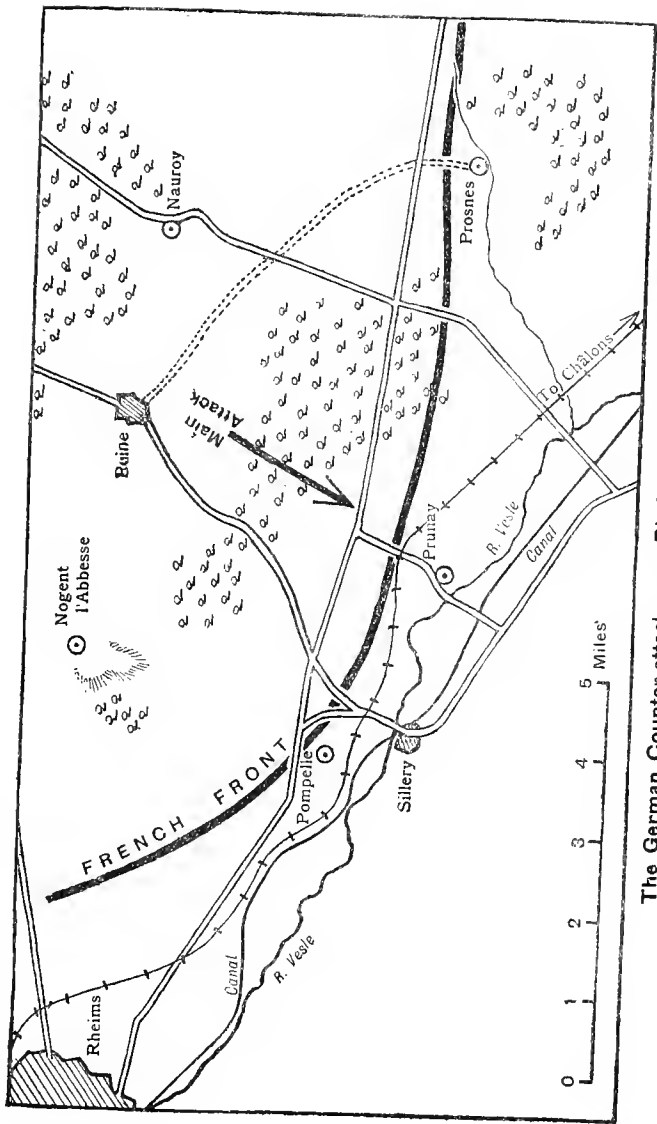 Nauroy
Beine
Nogent
l'Abbesse
Main
Attack
FRENCH FRONT
Prosnes
Rheims
Pompelle
Prunay
To Châlons
Sillery
R. Vesle
Canal
Canal
R. Vesle
0 1 2 3 4 5 Miles
The German Counter-attack